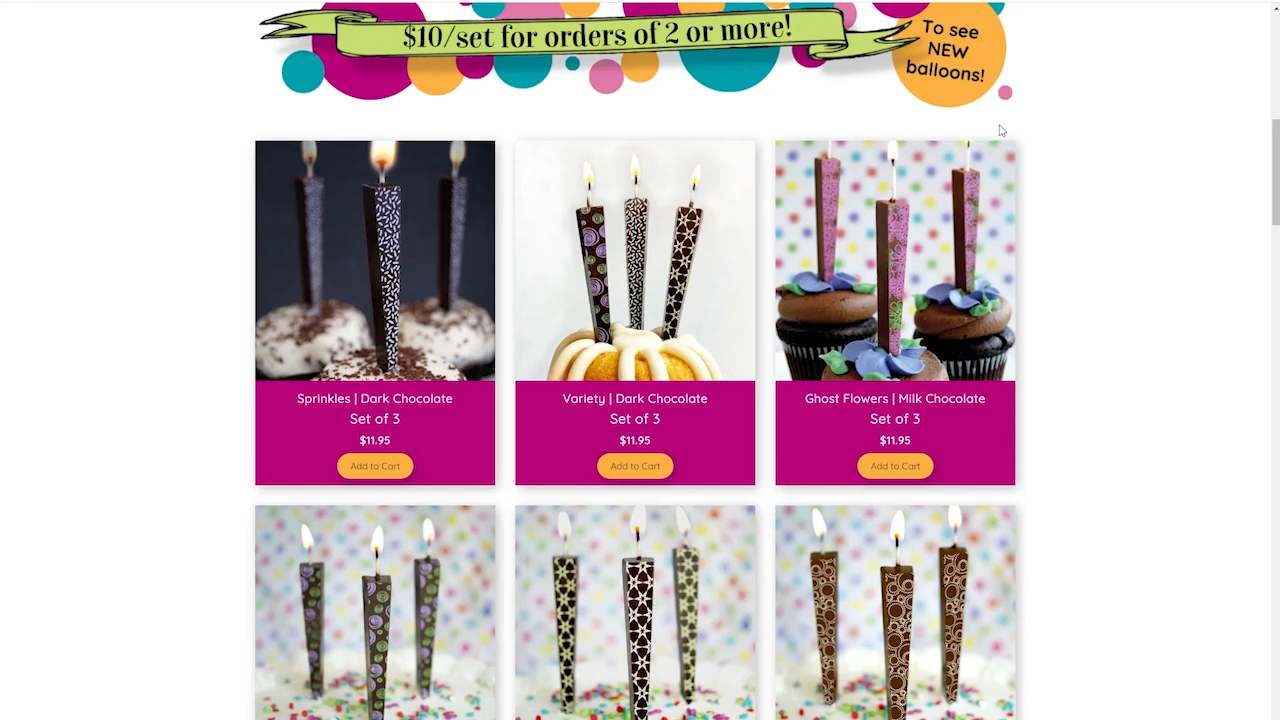 $10/set for orders of 2 or more!
To see
NEW
balloons!
Sprinkles | Dark Chocolate
Set of 3
$11.95
Add to Cart
Variety | Dark Chocolate
Set of 3
$11.95
Add to Cart
Ghost Flowers | Milk Chocolate
Set of 3
$11.95
Add to Cart